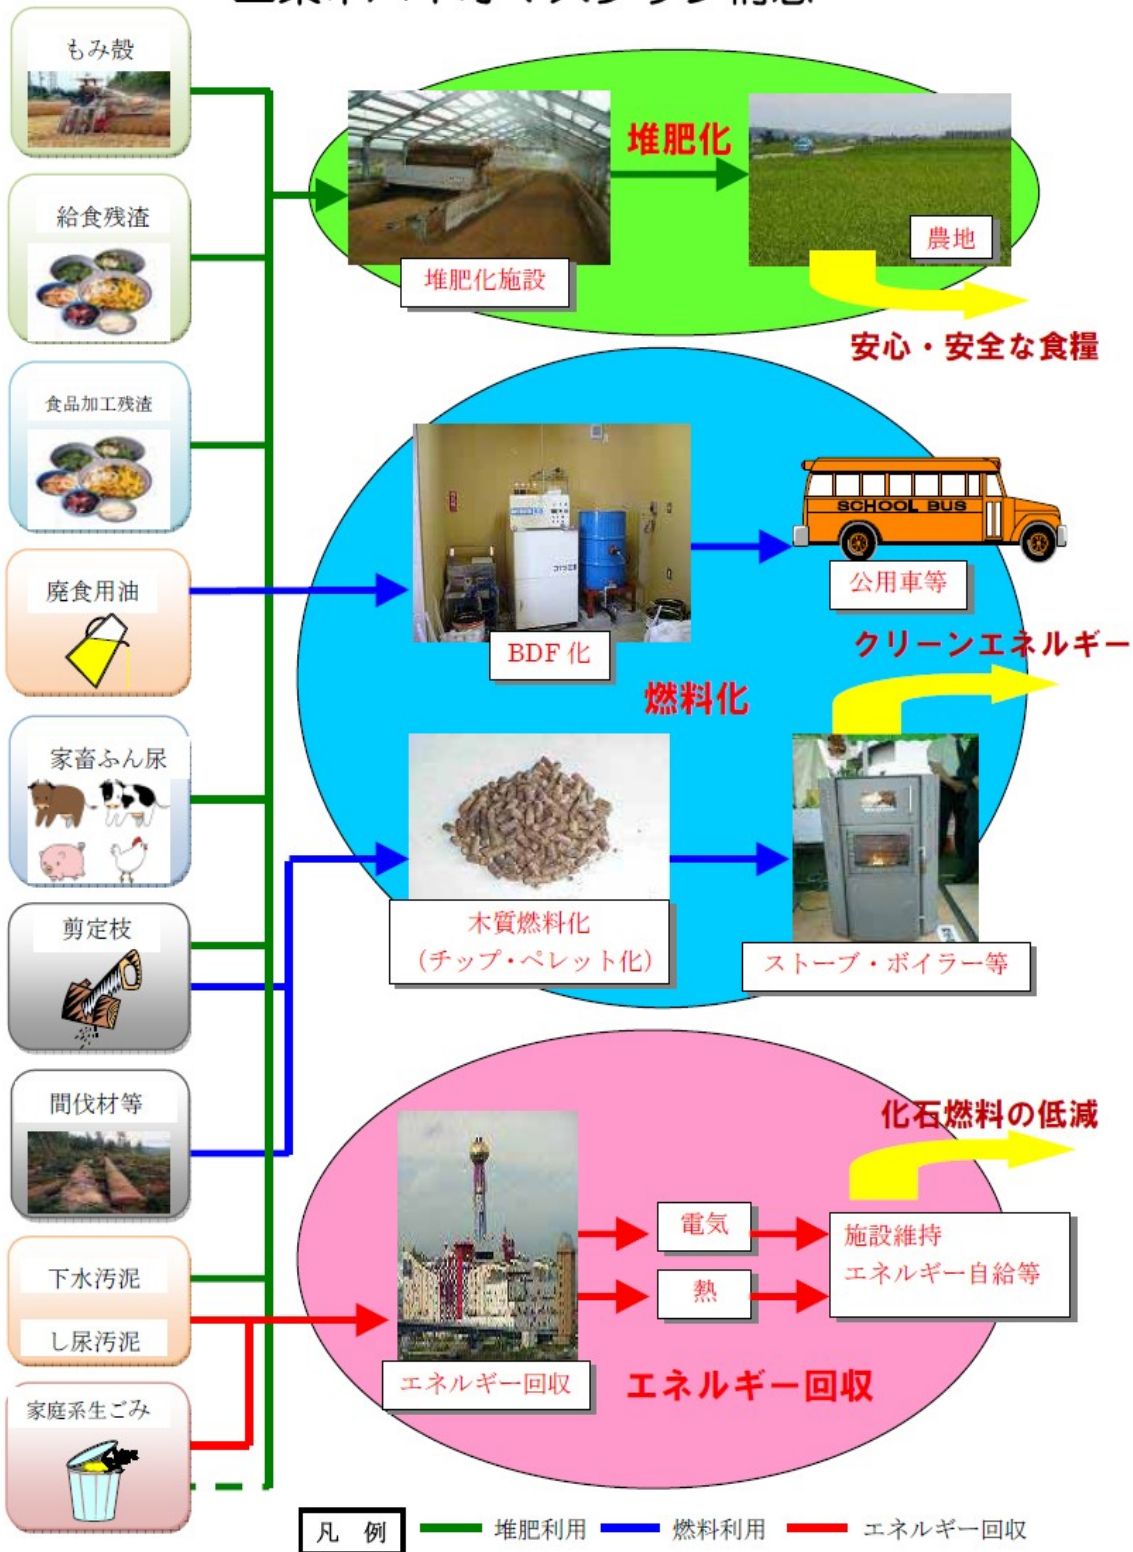 もみ殻
給食残渣
食品加工残渣
廃食用油
家畜ふん尿
剪定枝
間伐材等
下水汚泥
し尿汚泥
家庭系生ごみ
堆肥化
堆肥化施設
農地
安心・安全な食糧
SCHOOL BUS
公用車等
BDF 化
クリーンエネルギー
燃料化
木質燃料化
(チップ・ペレット化)
ストーブ・ボイラー等
化石燃料の低減
電気
熱
施設維持
エネルギー自給等
エネルギー回収
エネルギー回収
凡 例
堆肥利用
燃料利用
エネルギー回収